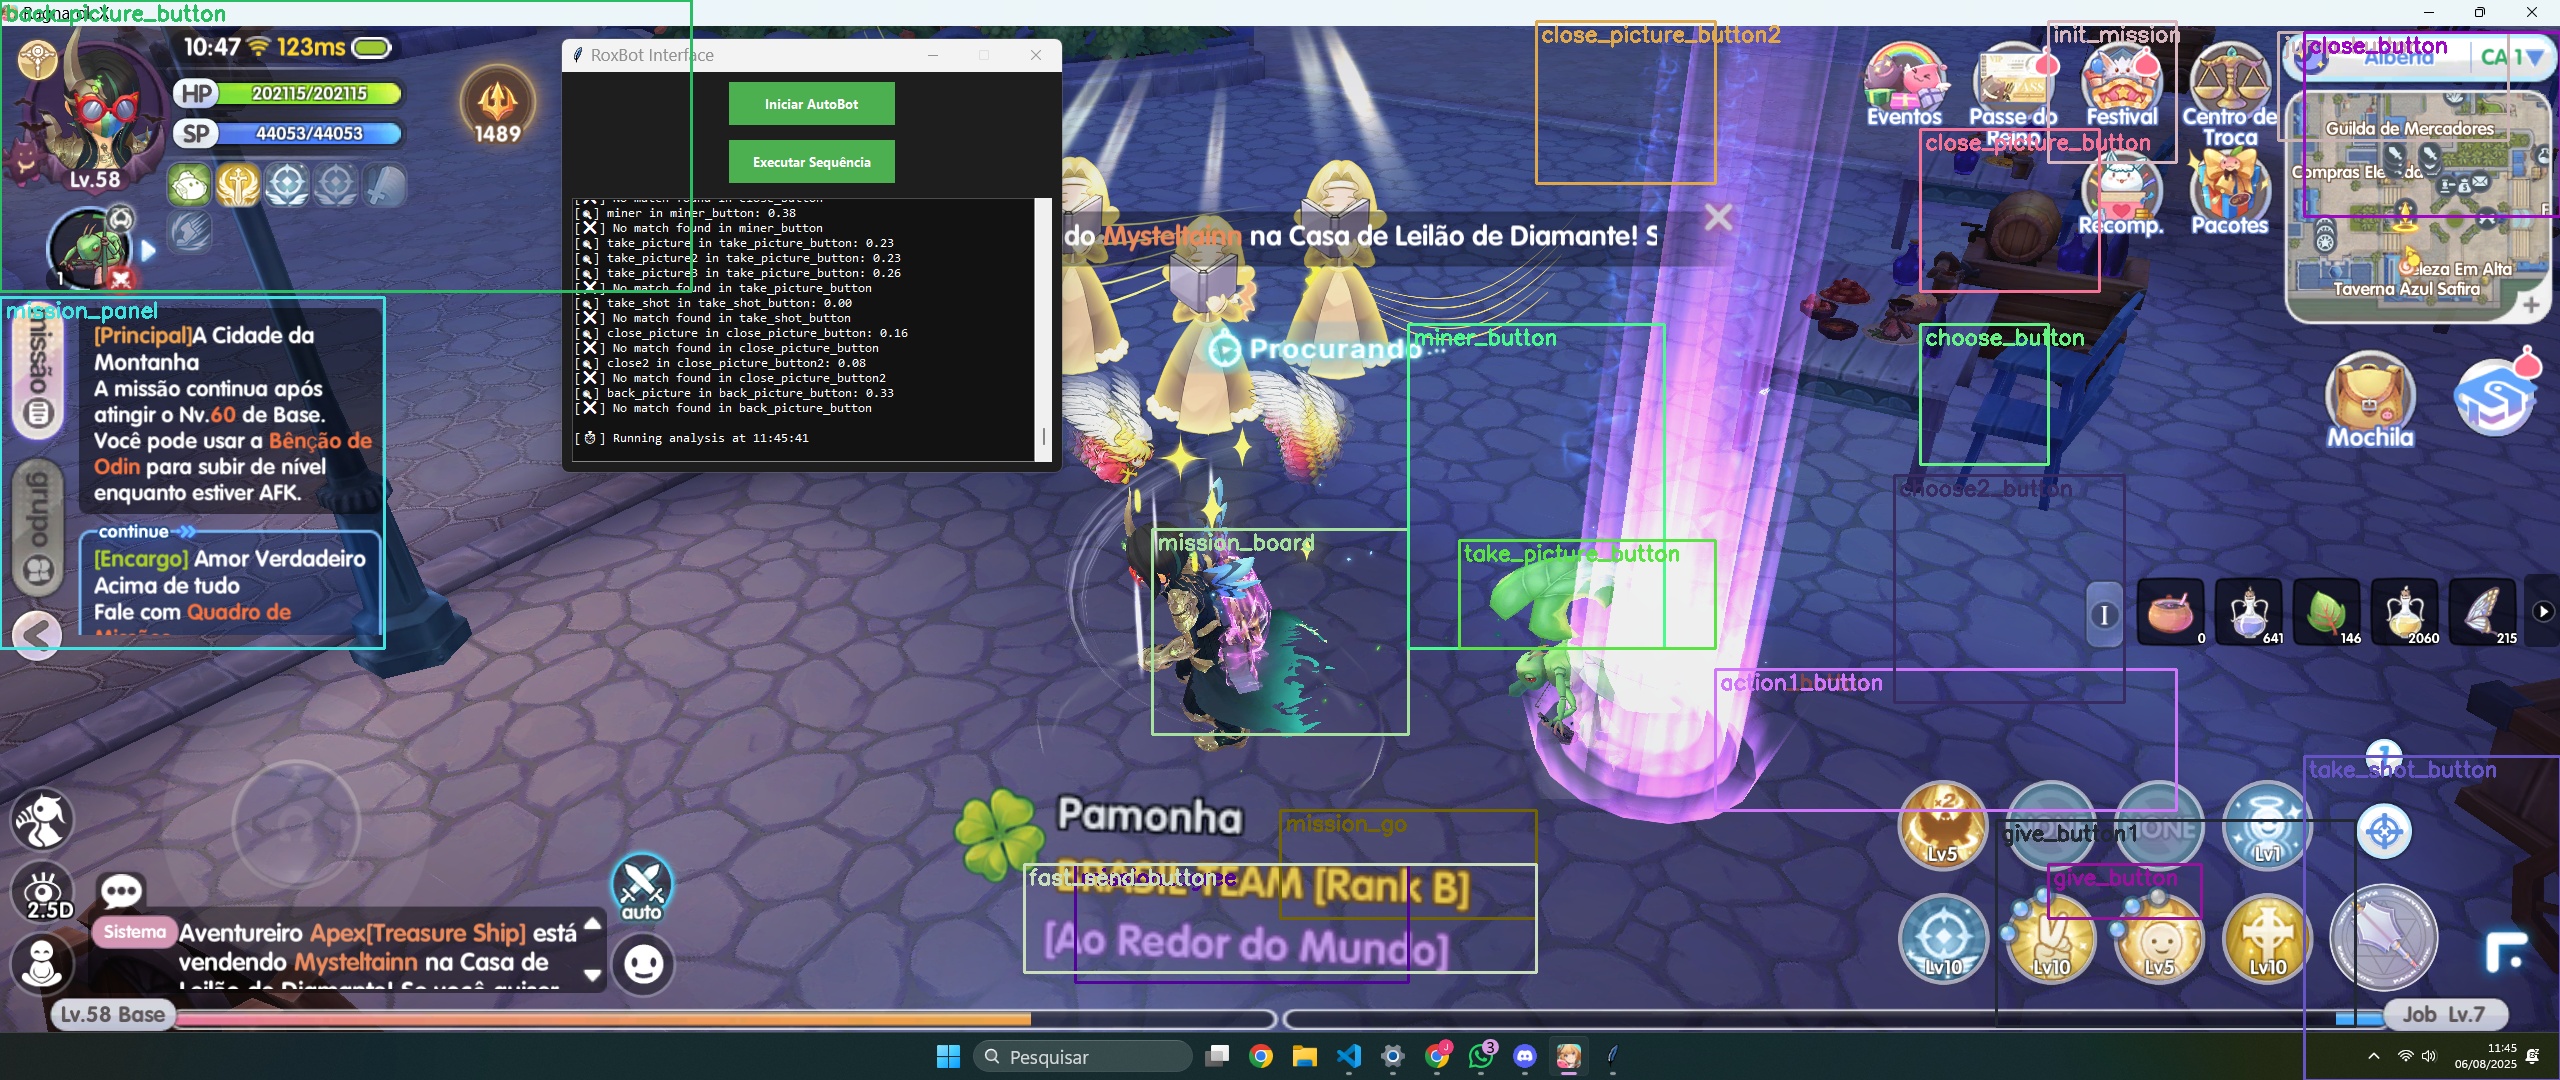 back_picture_button
10:47 123ms
HP 202115/202115
SP 44053/44053
1489
Lv.58
1
RoxBot Interface
Iniciar AutoBot
Executar Sequência
[🔍] miner in miner_button: 0.38
[❌] No match found in miner_button
[🔍] take_picture in take_picture_button: 0.23
[🔍] take_picture2 in take_picture_button: 0.23
[🔍] take_picture3 in take_picture_button: 0.26
[❌] No match found in take_picture_button
[🔍] take_shot in take_shot_button: 0.00
[❌] No match found in take_shot_button
[🔍] close_picture in close_picture_button: 0.16
[❌] No match found in close_picture_button
[🔍] close2 in close_picture_button2: 0.08
[❌] No match found in close_picture_button2
[🔍] back_picture in back_picture_button: 0.33
[❌] No match found in back_picture_button
[⏱] Running analysis at 11:45:41
close_picture_button2
init_mission
close_button
Alberta CA 1
Eventos
Passe do Reino
Festival
Centro de Troca
Guilda de Mercadores
close_picture_button
Recomp.
Pacotes
do Mysteltainn na Casa de Leilão de Diamante! S
eleza Em Alta
Taverna Azul Safira
mission_panel
missão
[Principal]A Cidade da
Montanha
A missão continua após
atingir o Nv.60 de Base.
Você pode usar a Bênção de
Odin para subir de nível
enquanto estiver AFK.
grupo
continue
[Encargo] Amor Verdadeiro
Acima de tudo
Fale com Quadro de
Procurando
miner_button
choose_button
Mochila
choose2_button
mission_board
take_picture_button
I
0
641
146
2060
215
action1_button
take_shot_button
Pamonha
mission_go
give_button1
Lv5
NONE
Lv1
fast_send_button
TEAM [Rank B]
give_button
[Ao Redor do Mundo]
2.5D
auto
Sistema Aventureiro Apex[Treasure Ship] está
vendendo Mysteltainn na Casa de
Leilão de Diamante! Se você quiser
Lv10
Lv10
Lv5
Lv10
Lv.58 Base
Job Lv.7
Pesquisar
3
11:45
06/08/2025